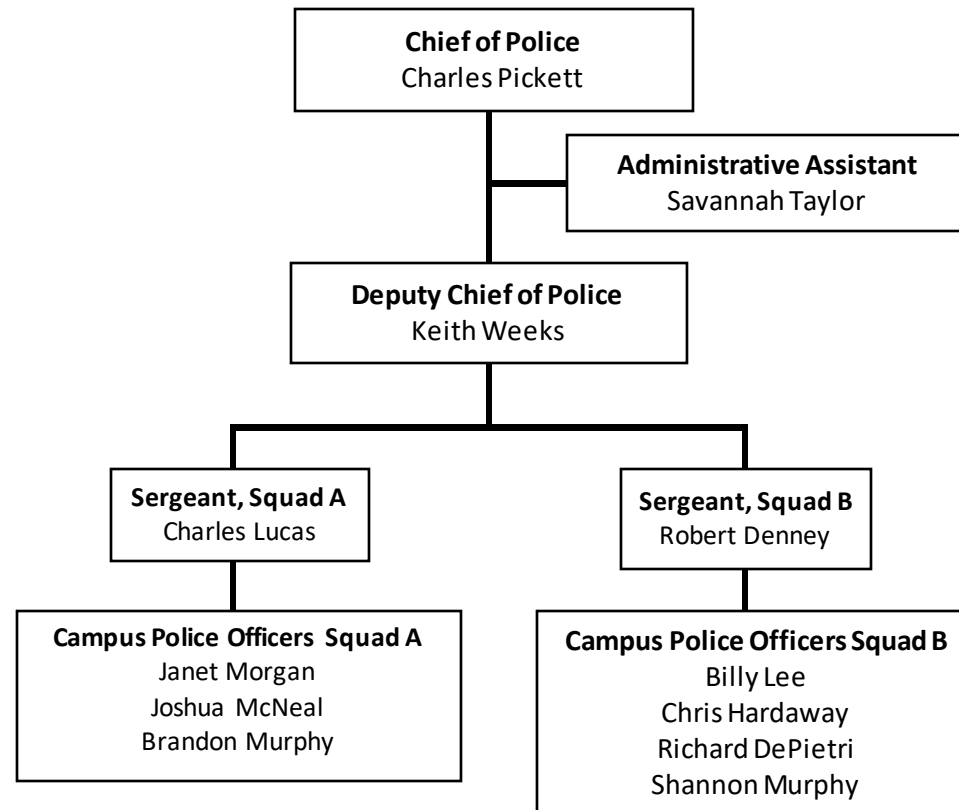 Chief of Police
Charles Pickett
Administrative Assistant
Savannah Taylor
Deputy Chief of Police
Keith Weeks
Sergeant, Squad A
Charles Lucas
Sergeant, Squad B
Robert Denney
Campus Police Officers Squad A
Janet Morgan
Joshua McNeal
Brandon Murphy
Campus Police Officers Squad B
Billy Lee
Chris Hardaway
Richard DePietri
Shannon Murphy